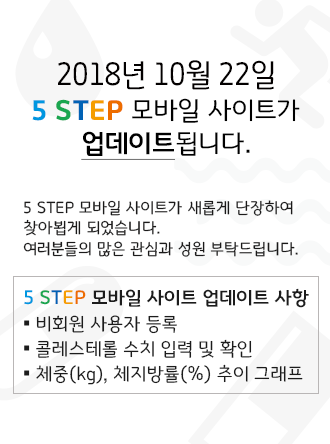 2018년 10월 22일
5 STEP 모바일 사이트가
업데이트됩니다.
5 STEP 모바일 사이트가 새롭게 단장하여
찾아뵙게 되었습니다.
여러분들의 많은 관심과 성원 부탁드립니다.
5 STEP 모바일 사이트 업데이트 사항
▪ 비회원 사용자 등록
▪ 콜레스테롤 수치 입력 및 확인
▪ 체중(kg), 체지방률(%) 추이 그래프